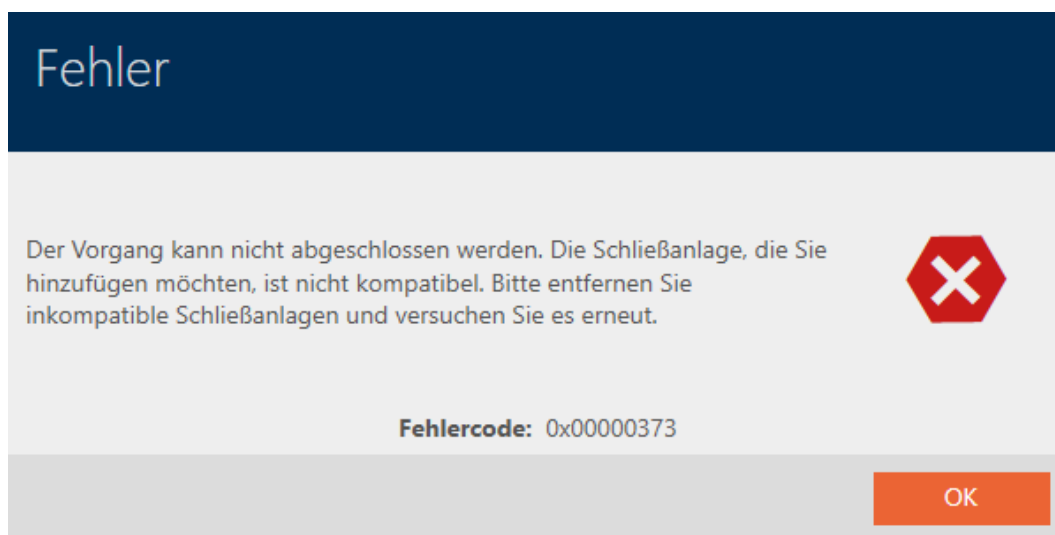 Fehler
Der Vorgang kann nicht abgeschlossen werden. Die Schließanlage, die Sie
hinzufügen möchten, ist nicht kompatibel. Bitte entfernen Sie
inkompatible Schließanlagen und versuchen Sie es erneut.
Fehlercode: 0x00000373
OK